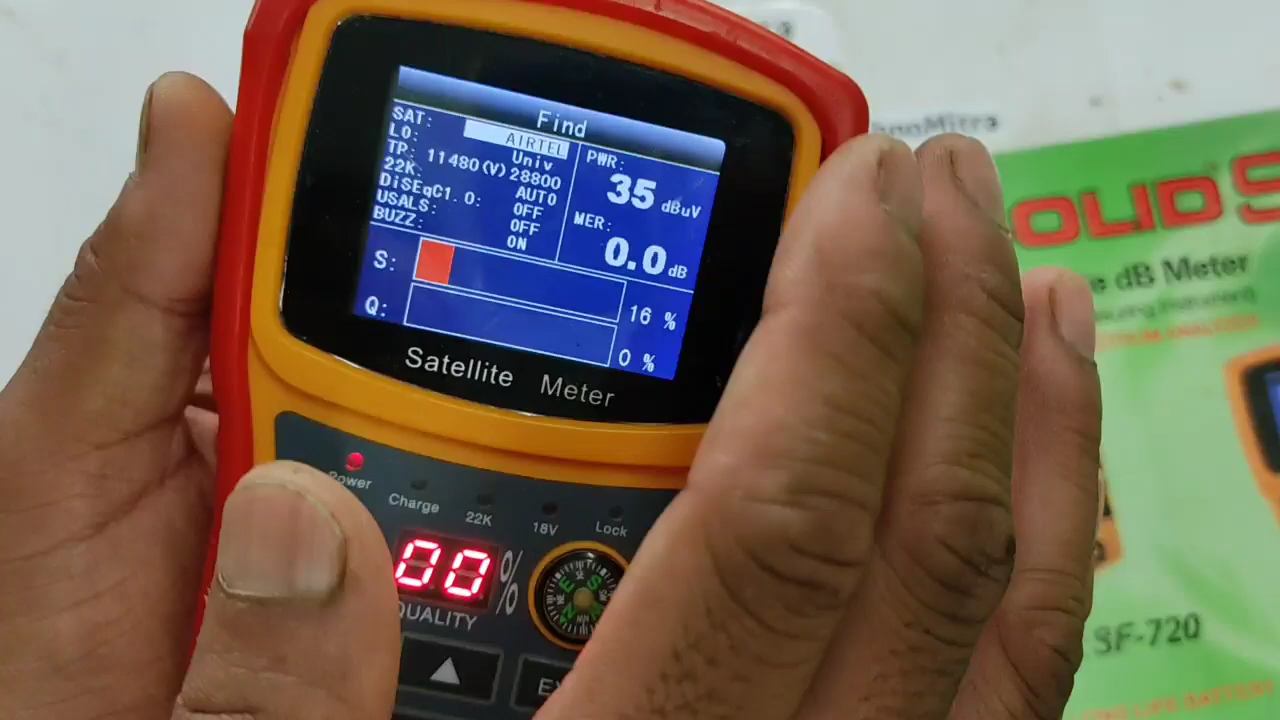 Find
SAT: AIRTEL
LO: Univ
TP: 11480(V) 28800
22K: AUTO
DiSEqC1.0: OFF
USALS: OFF
BUZZ: ON
PWR:
35 dBuV
MER:
0.0 dB
S: 16 %
Q: 0 %
Satellite Meter
Power
Charge
22K
18V
Lock
00 %
QUALITY
OLID S
dB Meter
SF-720